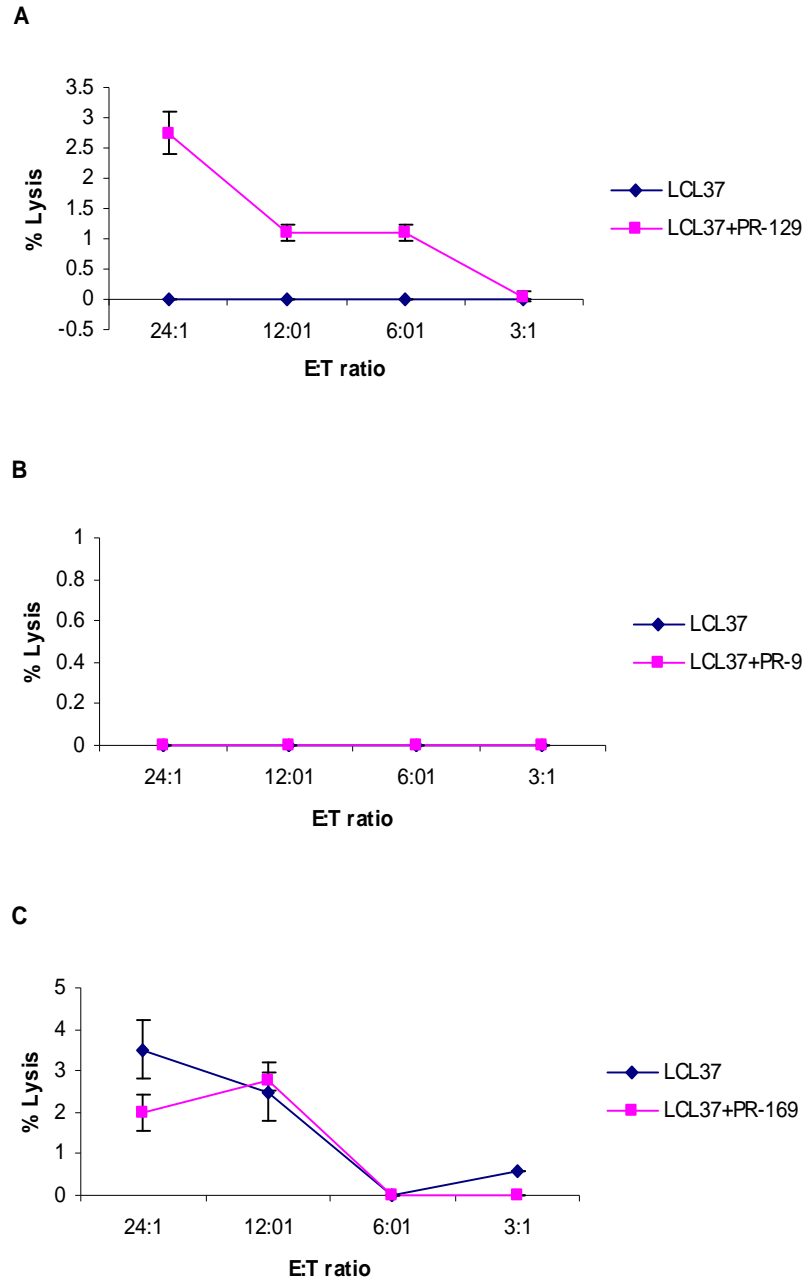 A
3.5
3
2.5
2
1.5
1
0.5
0
-0.5
% Lysis
24:1 12:01 6:01 3:1
E:T ratio
LCL37
LCL37+PR-129
B
1
0.8
0.6
0.4
0.2
0
% Lysis
24:1 12:01 6:01 3:1
E:T ratio
LCL37
LCL37+PR-9
C
5
4
3
2
1
0
% Lysis
24:1 12:01 6:01 3:1
E:T ratio
LCL37
LCL37+PR-169